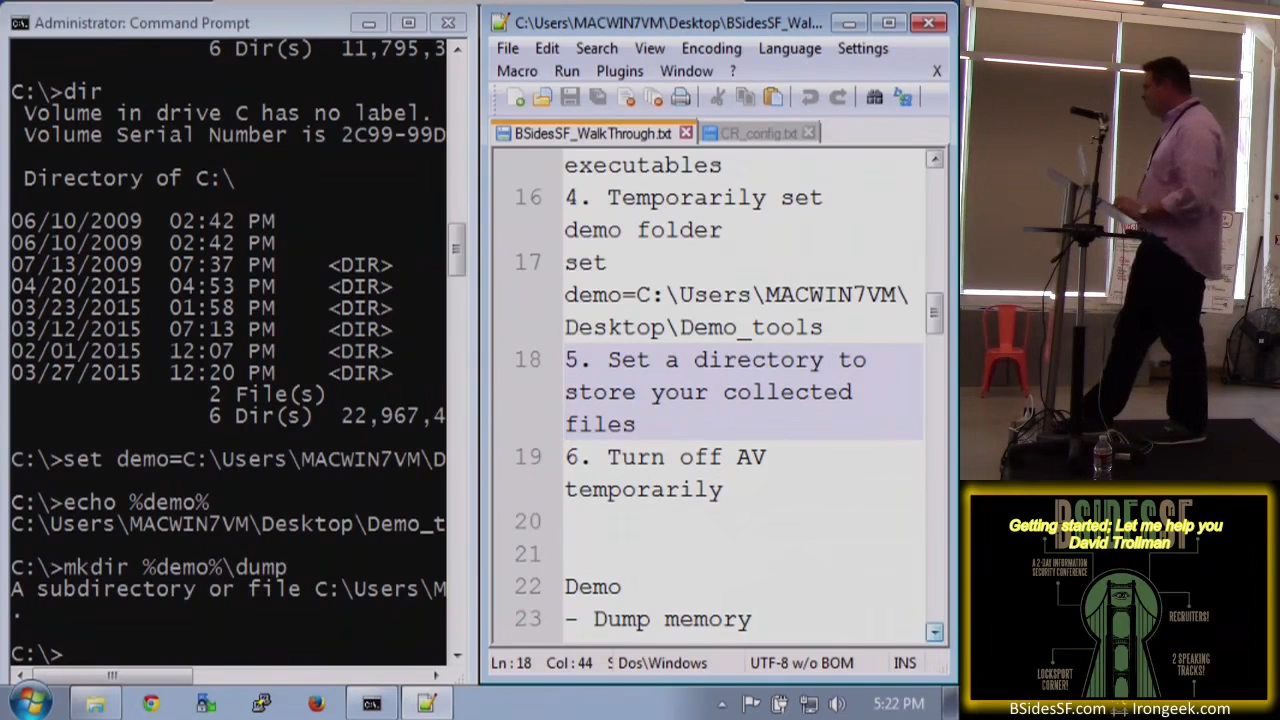 Administrator: Command Prompt
6 Dir(s) 11,795,3
C:\>dir
Volume in drive C has no label.
Volume Serial Number is 2C99-99D
Directory of C:\
06/10/2009 02:42 PM
06/10/2009 02:42 PM
07/13/2009 07:37 PM <DIR>
04/20/2015 04:53 PM <DIR>
03/23/2015 01:58 PM <DIR>
03/12/2015 07:13 PM <DIR>
02/01/2015 12:07 PM <DIR>
03/27/2015 12:20 PM <DIR>
2 File(s)
6 Dir(s) 22,967,4
C:\>set demo=C:\Users\MACWIN7VM\D
C:\>echo %demo%
C:\Users\MACWIN7VM\Desktop\Demo_t
C:\>mkdir %demo%\dump
A subdirectory or file C:\Users\M
.
C:\>
C:\Users\MACWIN7VM\Desktop\BSidesSF_Wal...
File Edit Search View Encoding Language Settings
Macro Run Plugins Window ? X
BSidesSF_WalkThrough.txt CR_config.txt
executables
16 4. Temporarily set
demo folder
17 set
demo=C:\Users\MACWIN7VM\
Desktop\Demo_tools
18 5. Set a directory to
store your collected
files
19 6. Turn off AV
temporarily
20
21
22 Demo
23 - Dump memory
Ln : 18 Col : 44 S Dos\Windows UTF-8 w/o BOM INS
5:22 PM
BSIDESSF
Getting started; Let me help you
David Trollman
A 2-DAY INFORMATION
SECURITY CONFERENCE
RECRUITERS!
LOCKSPORT
CORNER!
2 SPEAKING
TRACKS!
BSidesSF.com Irongeek.com